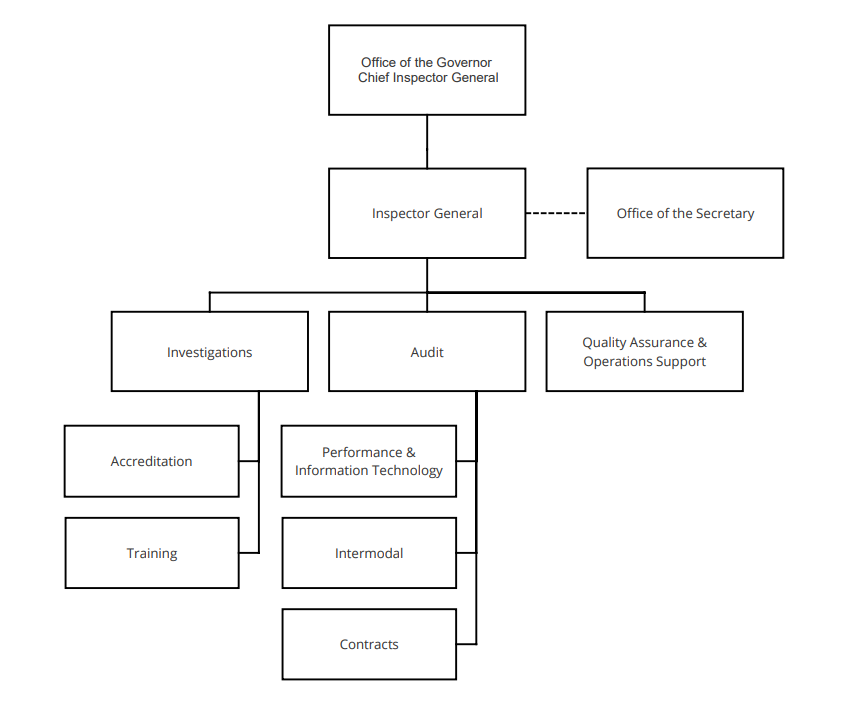 Office of the Governor
Chief Inspector General
Inspector General
Office of the Secretary
Investigations
Audit
Quality Assurance &
Operations Support
Accreditation
Performance &
Information Technology
Training
Intermodal
Contracts